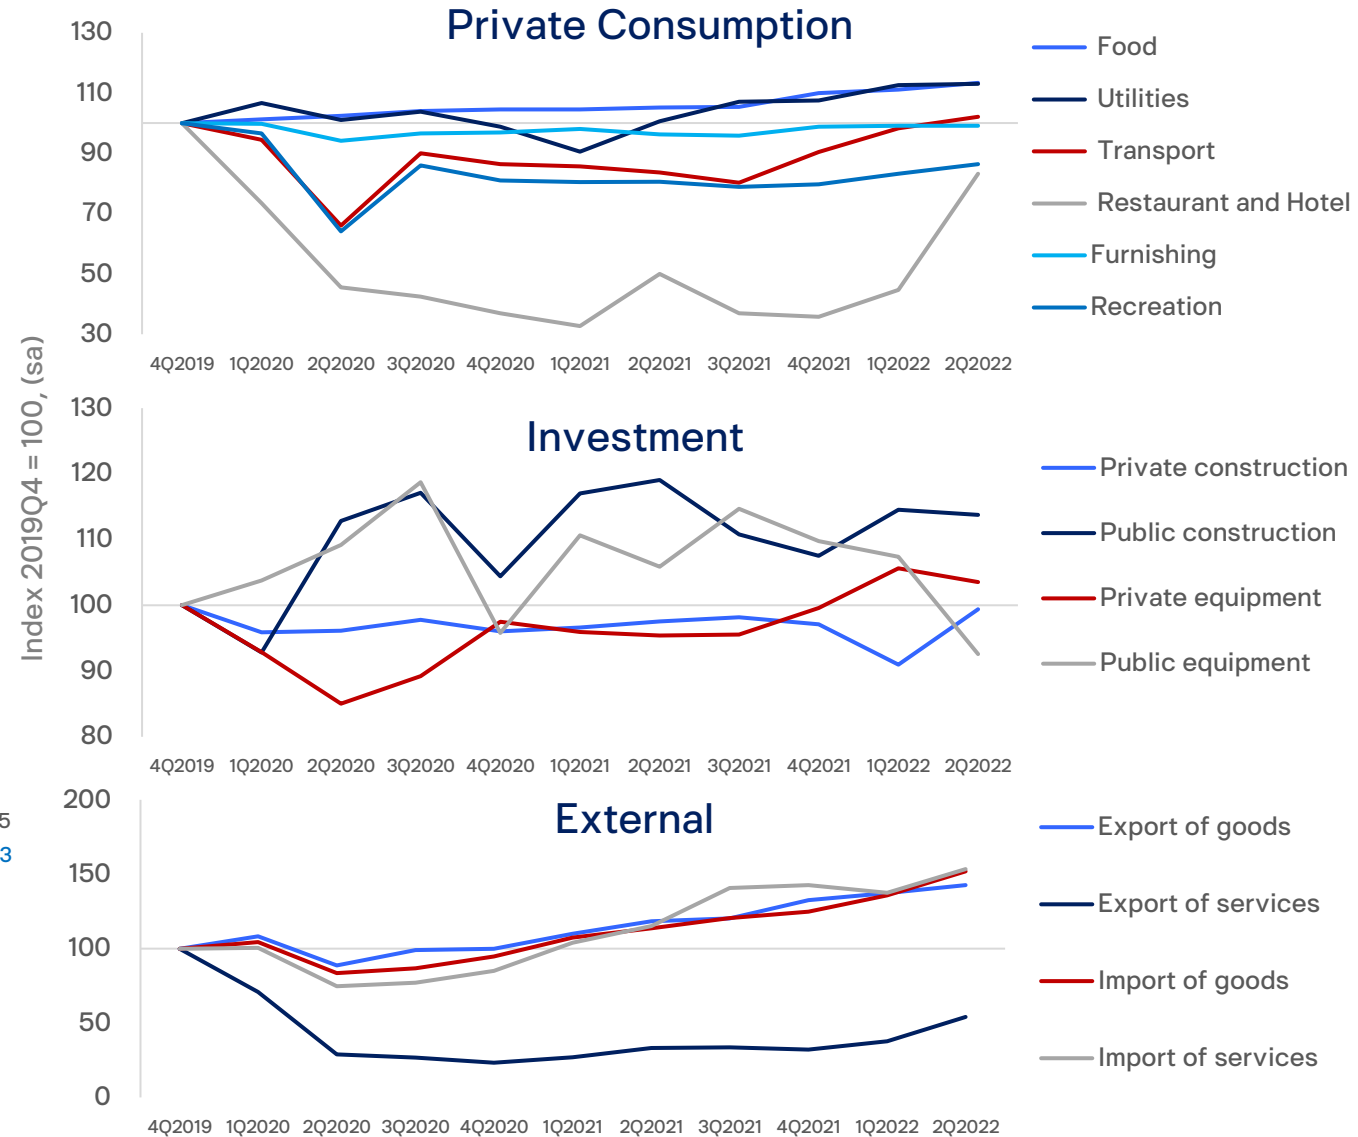 Private Consumption
130
110
90
70
50
30
4Q2019 1Q2020 2Q2020 3Q2020 4Q2020 1Q2021 2Q2021 3Q2021 4Q2021 1Q2022 2Q2022
Food
Utilities
Transport
Restaurant and Hotel
Furnishing
Recreation
Index 2019Q4 = 100, (sa)
Investment
130
120
110
100
90
80
4Q2019 1Q2020 2Q2020 3Q2020 4Q2020 1Q2021 2Q2021 3Q2021 4Q2021 1Q2022 2Q2022
Private construction
Public construction
Private equipment
Public equipment
5
3
External
200
150
100
50
0
4Q2019 1Q2020 2Q2020 3Q2020 4Q2020 1Q2021 2Q2021 3Q2021 4Q2021 1Q2022 2Q2022
Export of goods
Export of services
Import of goods
Import of services